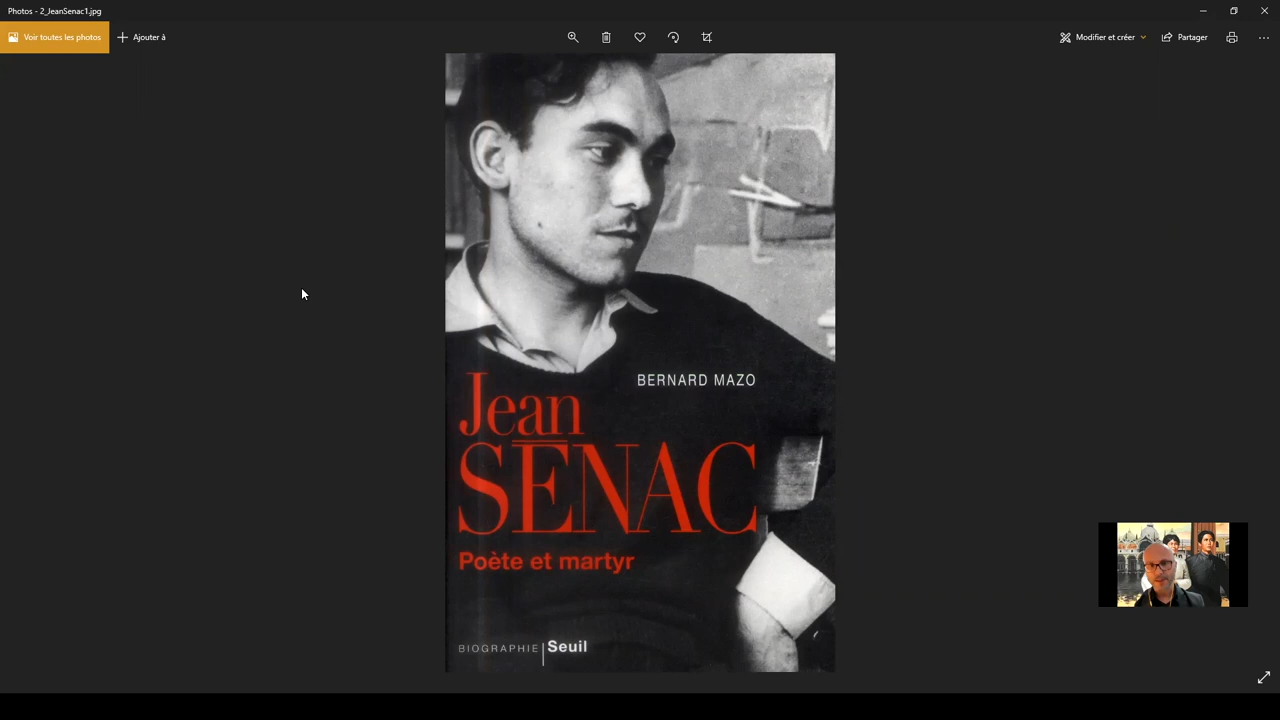 Photos - 2_JeanSenac1.jpg
Voir toutes les photos
Ajouter à
Modifier et créer
Partager
BERNARD MAZO
Jean
SÉNAC
Poète et martyr
BIOGRAPHIE Seuil